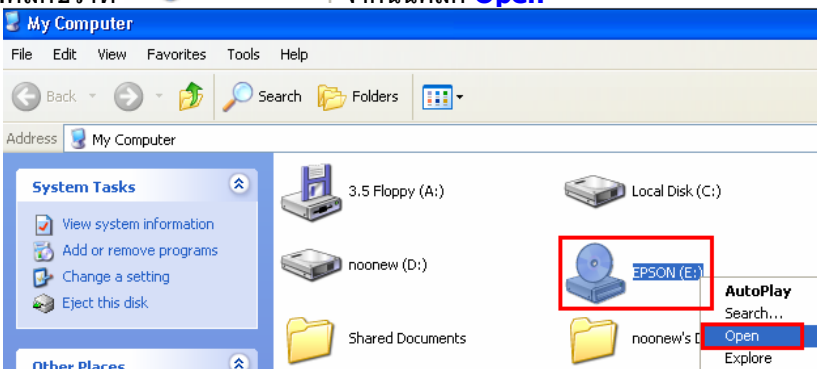 Open
My Computer
File Edit View Favorites Tools Help
Back Search Folders
Address My Computer
System Tasks
View system information
Add or remove programs
Change a setting
Eject this disk
Other Places
3.5 Floppy (A:) Local Disk (C:)
noonew (D:) EPSON (E:)
Shared Documents noonew's
AutoPlay
Search...
Open
Explore